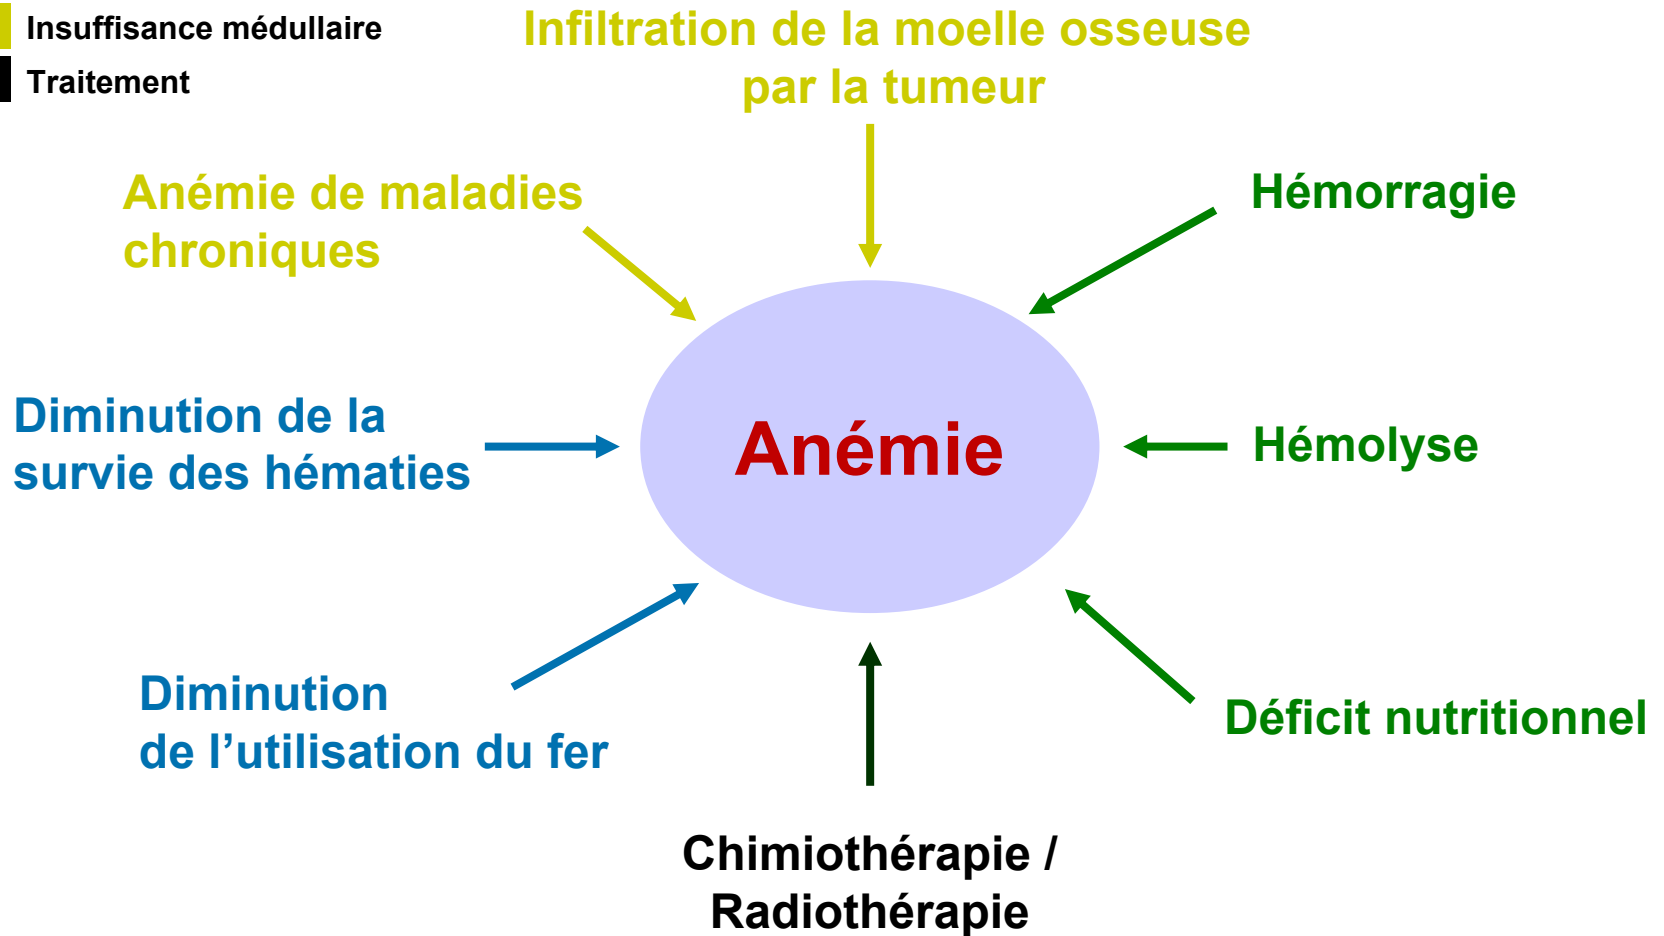 Insuffisance médullaire
Traitement
Infiltration de la moelle osseuse
par la tumeur
Anémie de maladies
chroniques
Hémorragie
Diminution de la
survie des hématies
Anémie
Hémolyse
Diminution
de l’utilisation du fer
Déficit nutritionnel
Chimiothérapie /
Radiothérapie